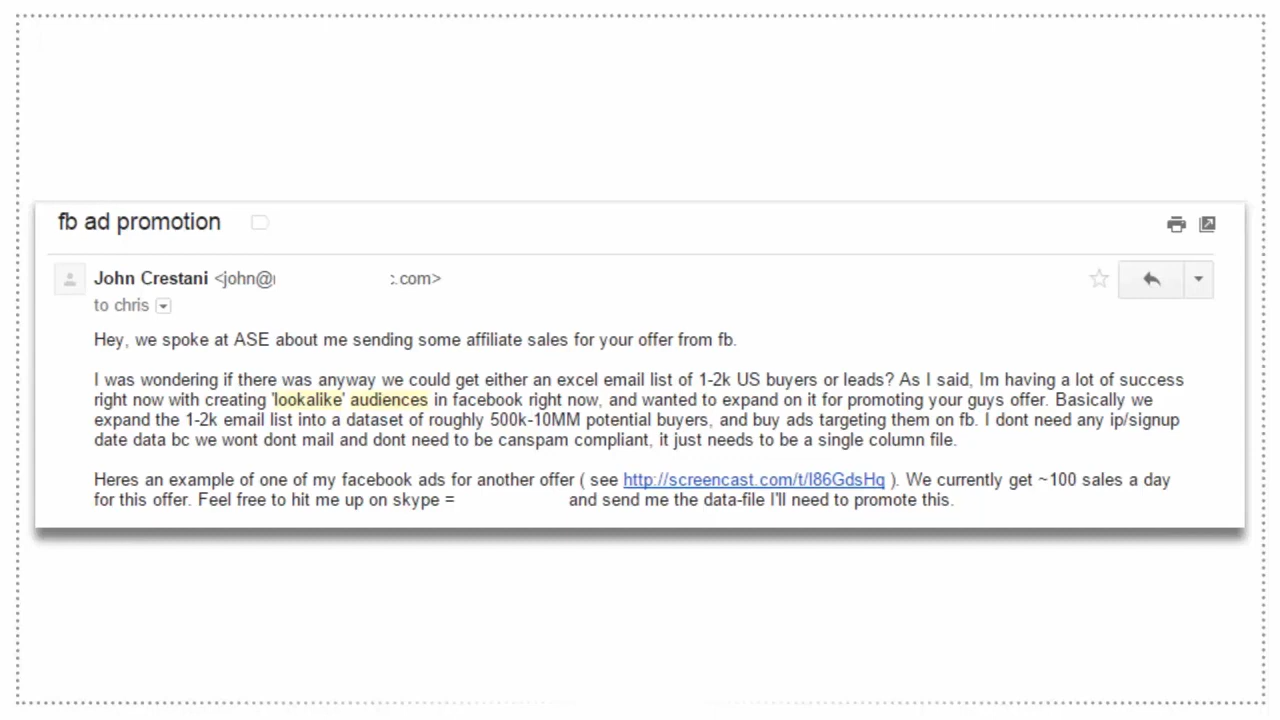 fb ad promotion
John Crestani <john@ c.com>
to chris
Hey, we spoke at ASE about me sending some affiliate sales for your offer from fb.
I was wondering if there was anyway we could get either an excel email list of 1-2k US buyers or leads? As I said, Im having a lot of success
right now with creating 'lookalike' audiences in facebook right now, and wanted to expand on it for promoting your guys offer. Basically we
expand the 1-2k email list into a dataset of roughly 500k-10MM potential buyers, and buy ads targeting them on fb. I dont need any ip/signup
date data bc we wont dont mail and dont need to be canspam compliant, it just needs to be a single column file.
Heres an example of one of my facebook ads for another offer ( see http://screencast.com/t/I86GdsHq ). We currently get ~100 sales a day
for this offer. Feel free to hit me up on skype = and send me the data-file I'll need to promote this.